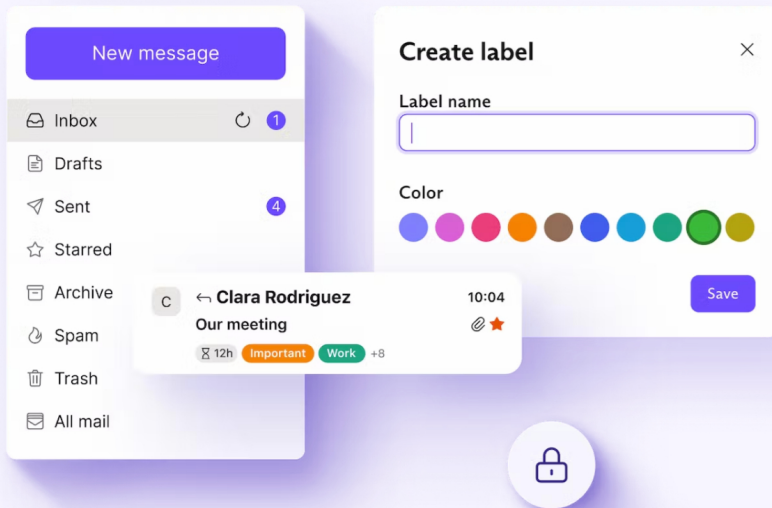 New message
Inbox 1
Drafts
Sent 4
Starred
Archive
Spam
Trash
All mail
Create label
Label name
Color
Save
C Clara Rodriguez 10:04
Our meeting
12h Important Work +8